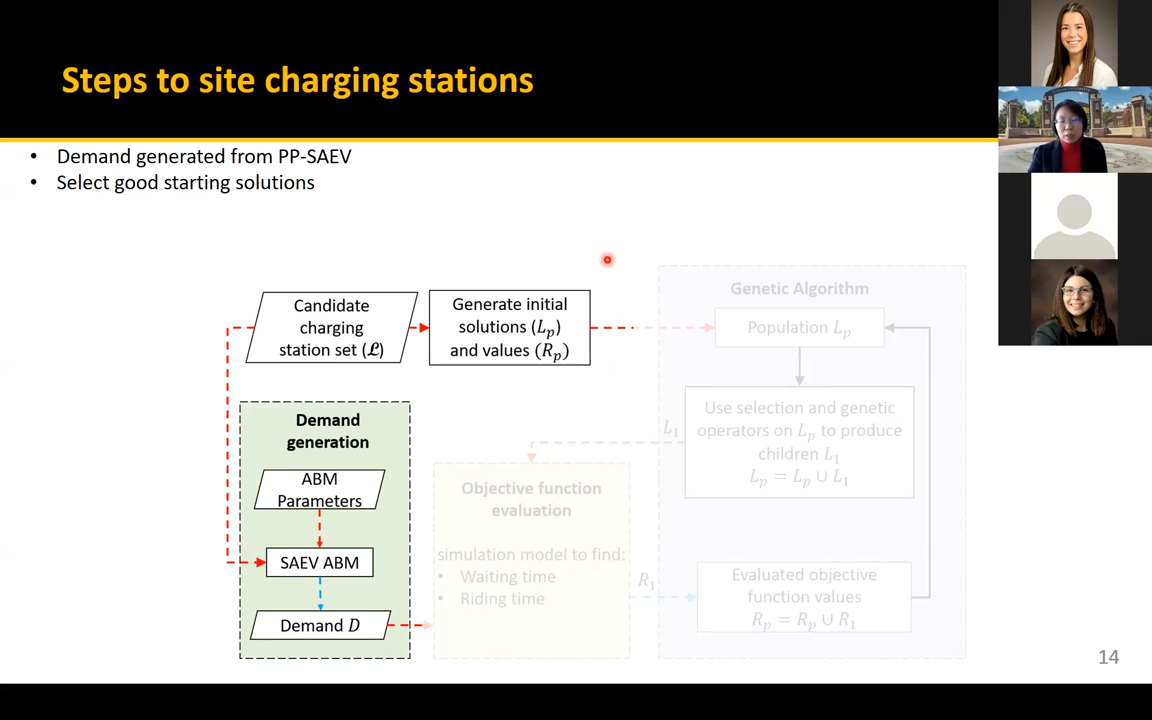 Steps to site charging stations
• Demand generated from PP-SAEV
• Select good starting solutions
Candidate
charging
station set (ℒ)
Generate initial
solutions (L_p)
and values (R_p)
Genetic Algorithm
Population L_p
Use selection and genetic
operators on L_p to produce
children L_1
L_p = L_p ∪ L_1
L_1
Demand
generation
ABM
Parameters
SAEV ABM
Demand D
Objective function
evaluation
simulation model to find:
• Waiting time
• Riding time
R_1
Evaluated objective
function values
R_p = R_p ∪ R_1
14